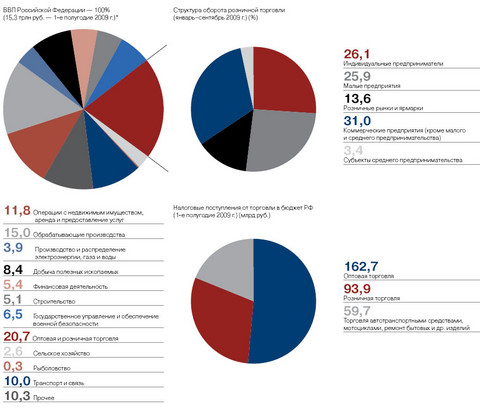 ВВП Российской Федерации — 100%
(15,3 трлн руб. — 1-е полугодие 2009 г.)*
Структура оборота розничной торговли
(январь–сентябрь 2009 г.) (%)
26,1
Индивидуальные предприниматели
25,9
Малые предприятия
13,6
Розничные рынки и ярмарки
31,0
Коммерческие предприятия (кроме малого
и среднего предпринимательства)
3,4
Субъекты среднего предпринимательства
11,8 Операции с недвижимым имуществом,
аренда и предоставление услуг
15,0 Обрабатывающие производства
3,9 Производство и распределение
электроэнергии, газа и воды
8,4 Добыча полезных ископаемых
5,4 Финансовая деятельность
5,1 Строительство
6,5 Государственное управление и обеспечение
военной безопасности
20,7 Оптовая и розничная торговля
2,6 Сельское хозяйство
0,3 Рыболовство
10,0 Транспорт и связь
10,3 Прочее
Налоговые поступления от торговли в бюджет РФ
(1-е полугодие 2009 г.) (млрд руб.)
162,7
Оптовая торговля
93,9
Розничная торговля
59,7
Торговля автотранспортными средствами,
мотоциклами, ремонт бытовых и др. изделий